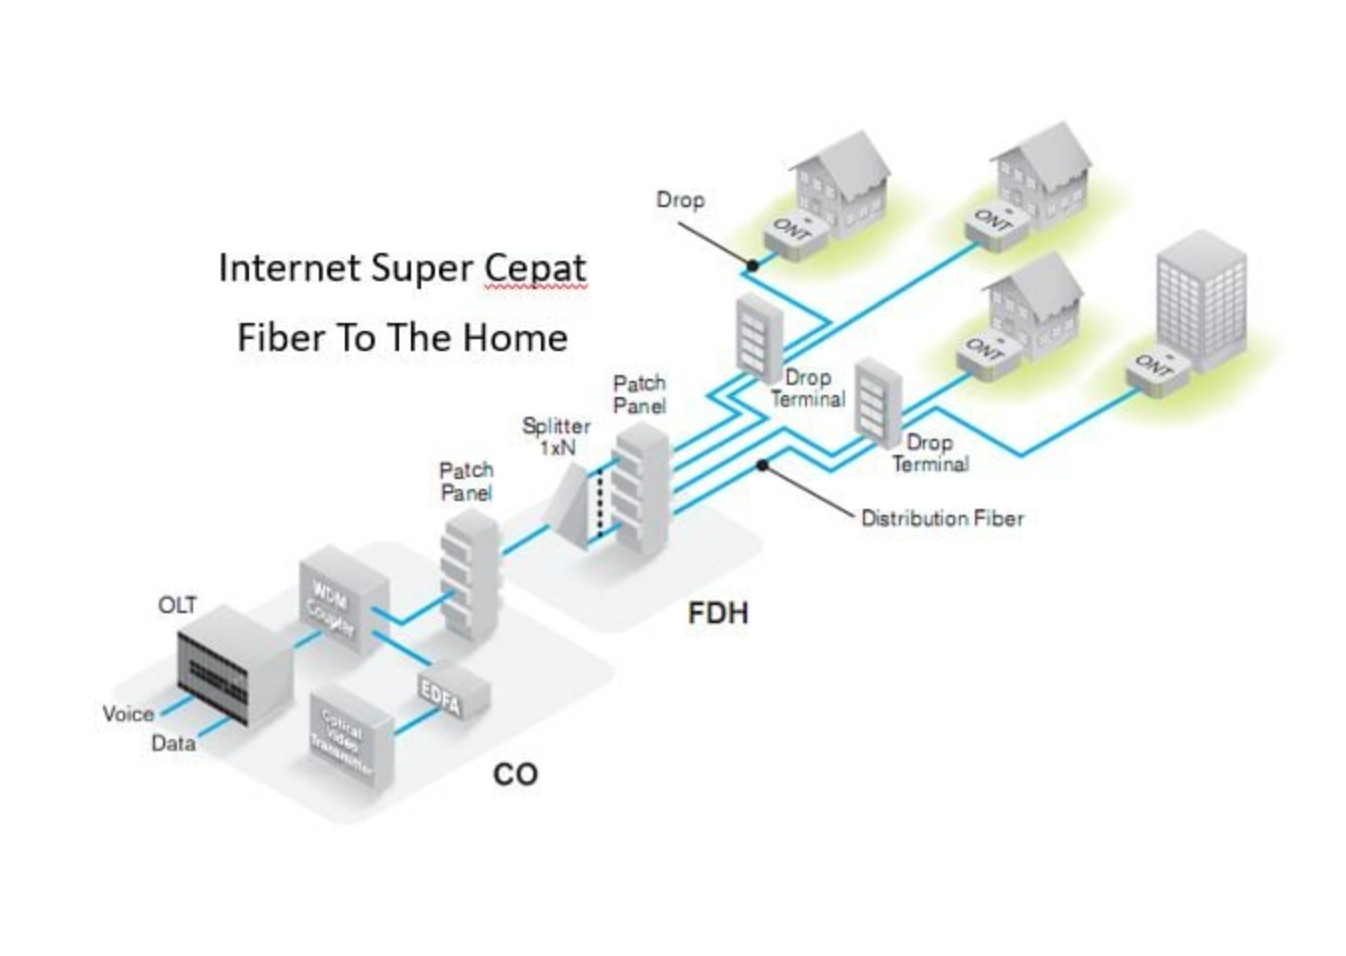 Internet Super Cepat
Fiber To The Home
Drop
ONT
ONT
ONT
ONT
Drop
Terminal
Drop
Terminal
Patch
Panel
Splitter
1xN
Patch
Panel
Distribution Fiber
FDH
WDM
Coupler
OLT
EDFA
Optical
Video
Transmitter
Voice
Data
CO